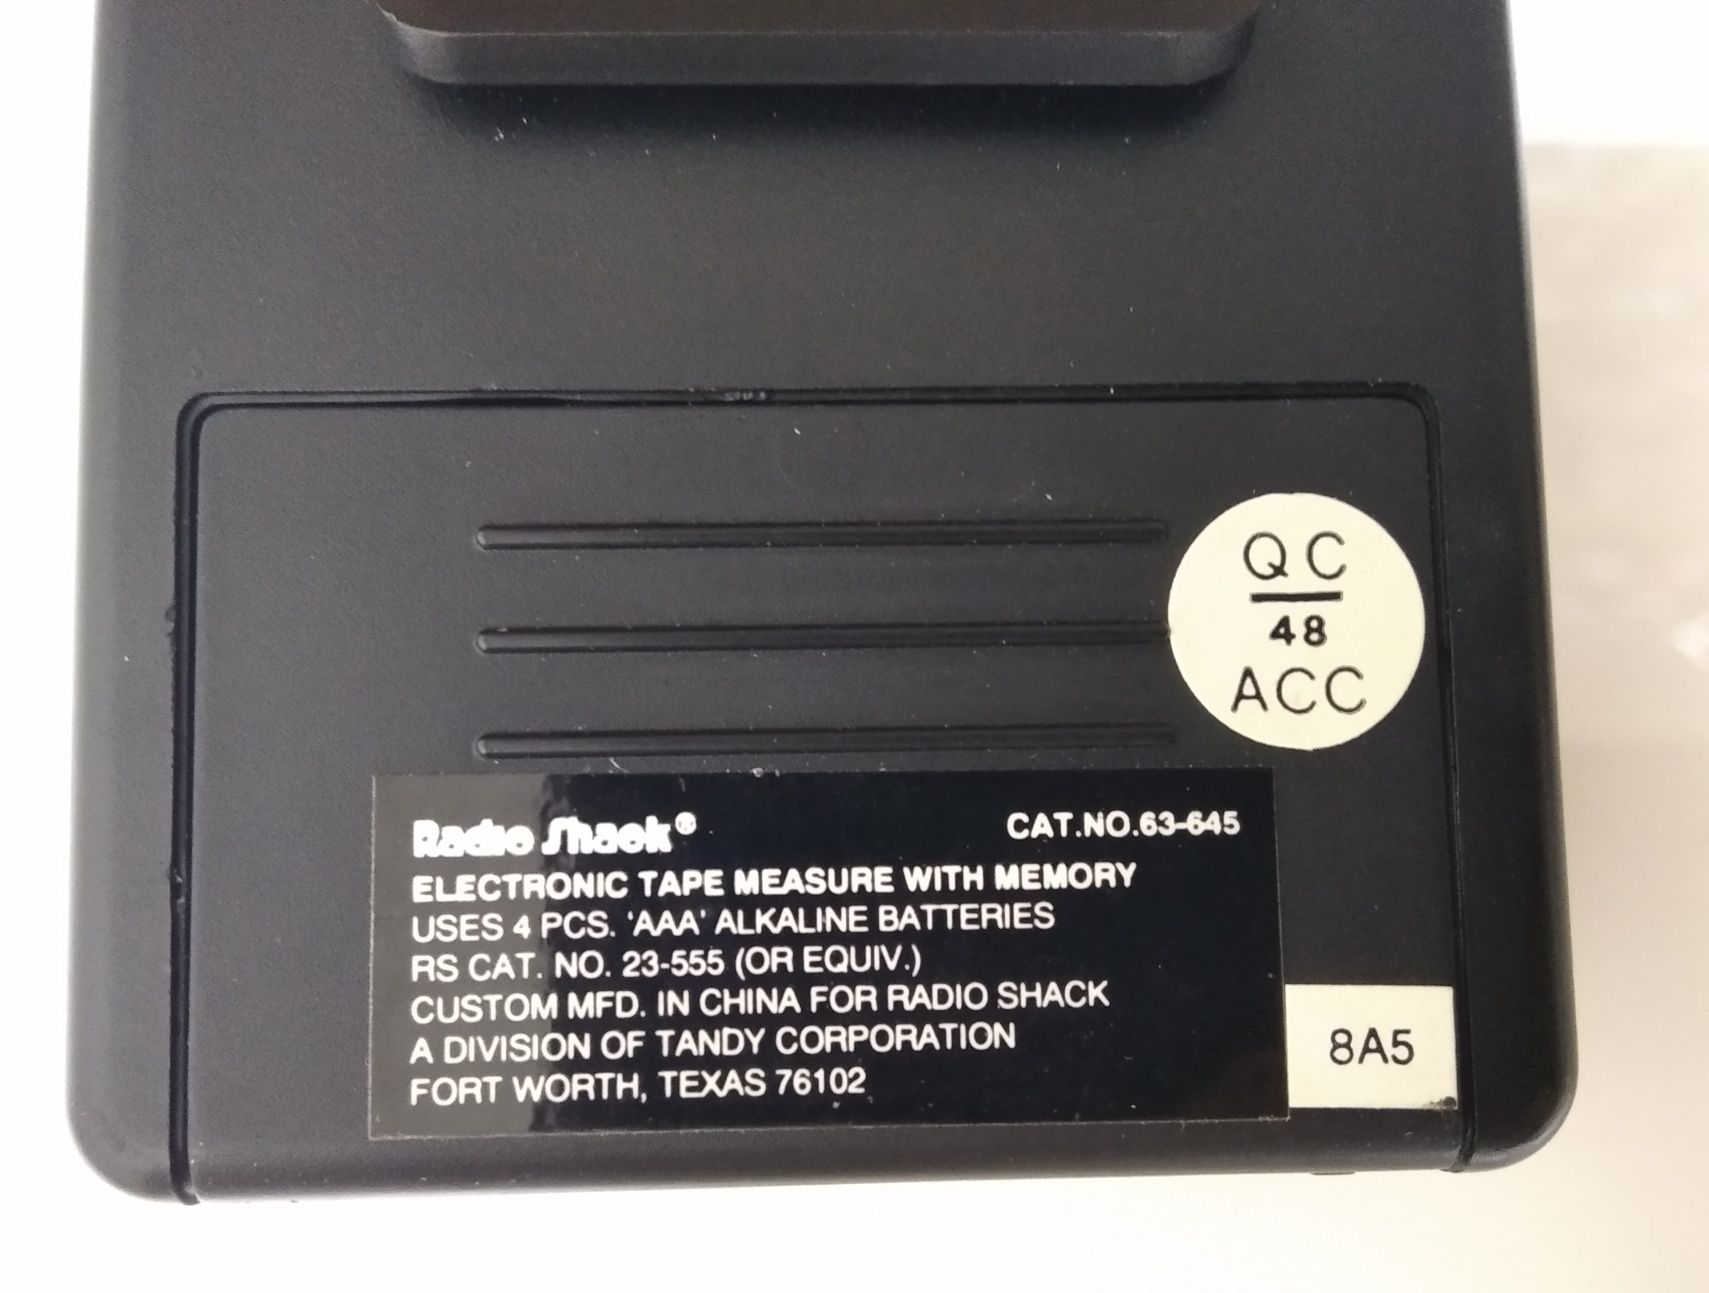 QC
48
ACC
Radio Shack® CAT.NO.63-645
ELECTRONIC TAPE MEASURE WITH MEMORY
USES 4 PCS. 'AAA' ALKALINE BATTERIES
RS CAT. NO. 23-555 (OR EQUIV.)
CUSTOM MFD. IN CHINA FOR RADIO SHACK
A DIVISION OF TANDY CORPORATION
FORT WORTH, TEXAS 76102
8A5